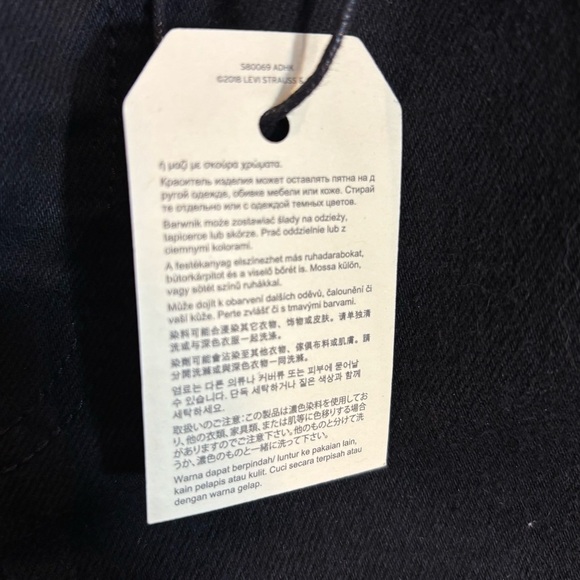 S80069 ADHA
©2018 LEVI STRAUSS &
ή μαζί με σκούρα χρώματα.
Краситель изделия может оставлять пятна на д
ругой одежде, обивке мебели или коже. Стирай
те отдельно или с одеждой темных цветов.
Barwnik może zostawiać ślady na odzieży,
tapicerce lub skórze. Prać oddzielnie lub z
ciemnymi kolorami.
A festékanyag elszínezhet más ruhadarabokat,
bútorkárpitot és a viselő bőrét is. Mossa külön,
vagy sötét színű ruhákkal.
Může dojít k obarvení dalších oděvů, čalounění či
vaší kůže. Perte zvlášť či s tmavými barvami.
染料可能会浸染其它衣物、饰物或皮肤。请单独清
洗或与深色衣服一起洗涤。
染劑可能會沾染至其他衣物、傢俱布料或肌膚。請
分開洗滌或與深色衣物一同洗滌。
염료는 다른 의류나 커버류 또는 피부에 묻어날
수 있습니다. 단독 세탁하거나 짙은 색상과 함께
세탁하세요.
取扱いのご注意：この製品は濃色染料を使用してお
り、他の衣類、家具類、または肌等に色移りする場合
がありますのでご注意下さい。他のものと分けて洗
うか、濃色のものと一緒に洗って下さい。
Warna dapat berpindah/ luntur ke pakaian lain,
kain pelapis atau kulit. Cuci secara terpisah atau
dengan warna gelap.